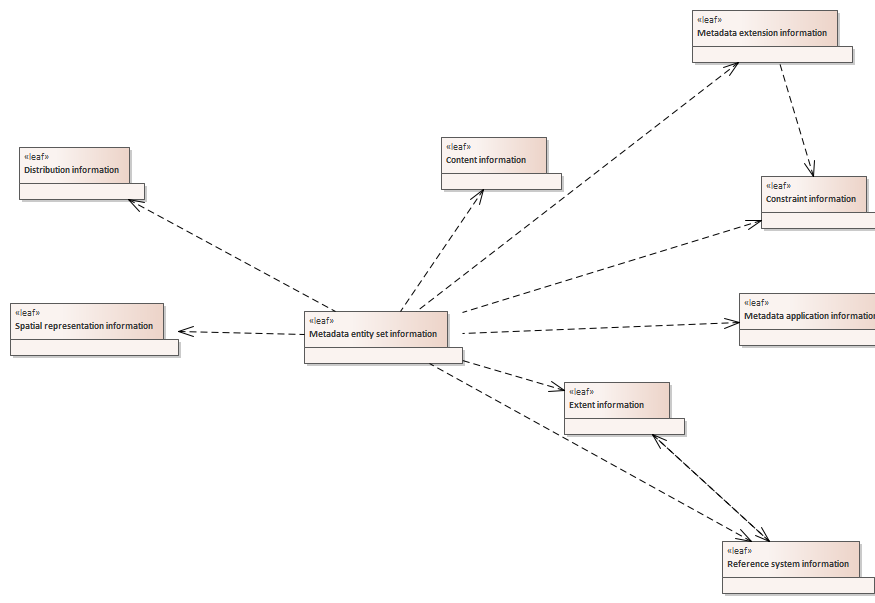 «leaf»
Metadata extension information
«leaf»
Content information
«leaf»
Distribution information
«leaf»
Constraint information
«leaf»
Metadata application information
«leaf»
Spatial representation information
«leaf»
Metadata entity set information
«leaf»
Extent information
«leaf»
Reference system information